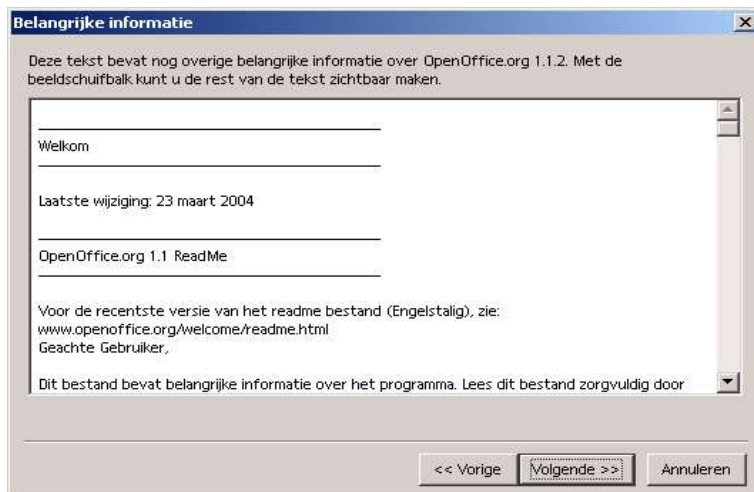 Belangrijke informatie
Deze tekst bevat nog overige belangrijke informatie over OpenOffice.org 1.1.2. Met de
beeldschuifbalk kunt u de rest van de tekst zichtbaar maken.
Welkom
Laatste wijziging: 23 maart 2004
OpenOffice.org 1.1 ReadMe
Voor de recentste versie van het readme bestand (Engelstalig), zie:
www.openoffice.org/welcome/readme.html
Geachte Gebruiker,
Dit bestand bevat belangrijke informatie over het programma. Lees dit bestand zorgvuldig door
<< Vorige Volgende >> Annuleren